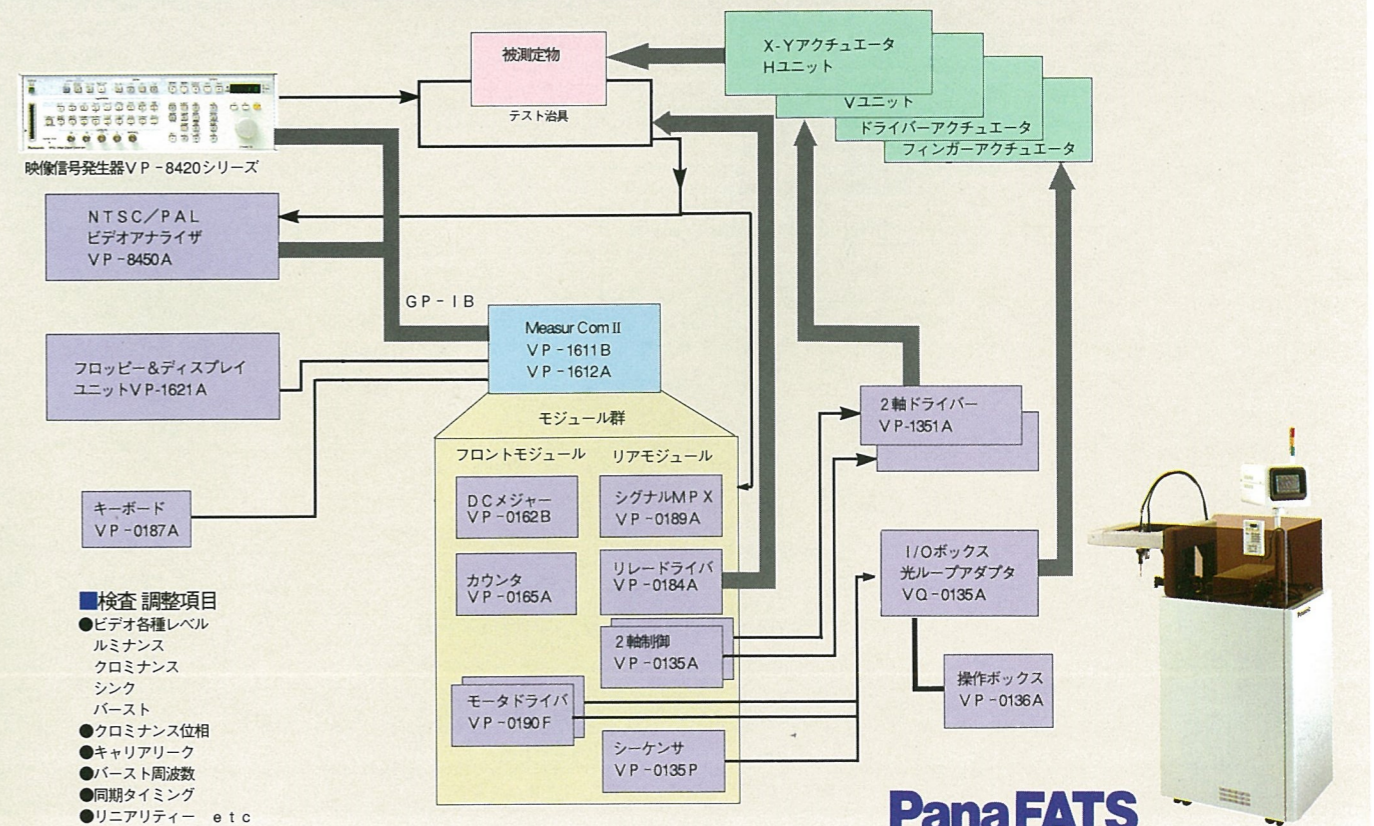 被測定物
テスト治具
X-Yアクチュエータ
Hユニット
Vユニット
ドライバーアクチュエータ
フィンガーアクチュエータ
映像信号発生器VP-8420シリーズ
NTSC/PAL
ビデオアナライザ
VP-8450A
GP-IB
Measur Com II
VP-1611B
VP-1612A
フロッピー&ディスプレイ
ユニットVP-1621A
キーボード
VP-0187A
モジュール群
フロントモジュール
リアモジュール
DCメジャー
VP-0162B
シグナルMPX
VP-0189A
カウンタ
VP-0165A
リレードライバ
VP-0184A
2軸制御
VP-0135A
モータドライバ
VP-0190F
シーケンサ
VP-0135P
2軸ドライバー
VP-1351A
I/Oボックス
光ループアダプタ
VQ-0135A
操作ボックス
VP-0136A
■検査 調整項目
●ビデオ各種レベル
ルミナンス
クロミナンス
シンク
バースト
●クロミナンス位相
●キャリアリーク
●バースト周波数
●同期タイミング
●リニアリティー etc
PanaFATS